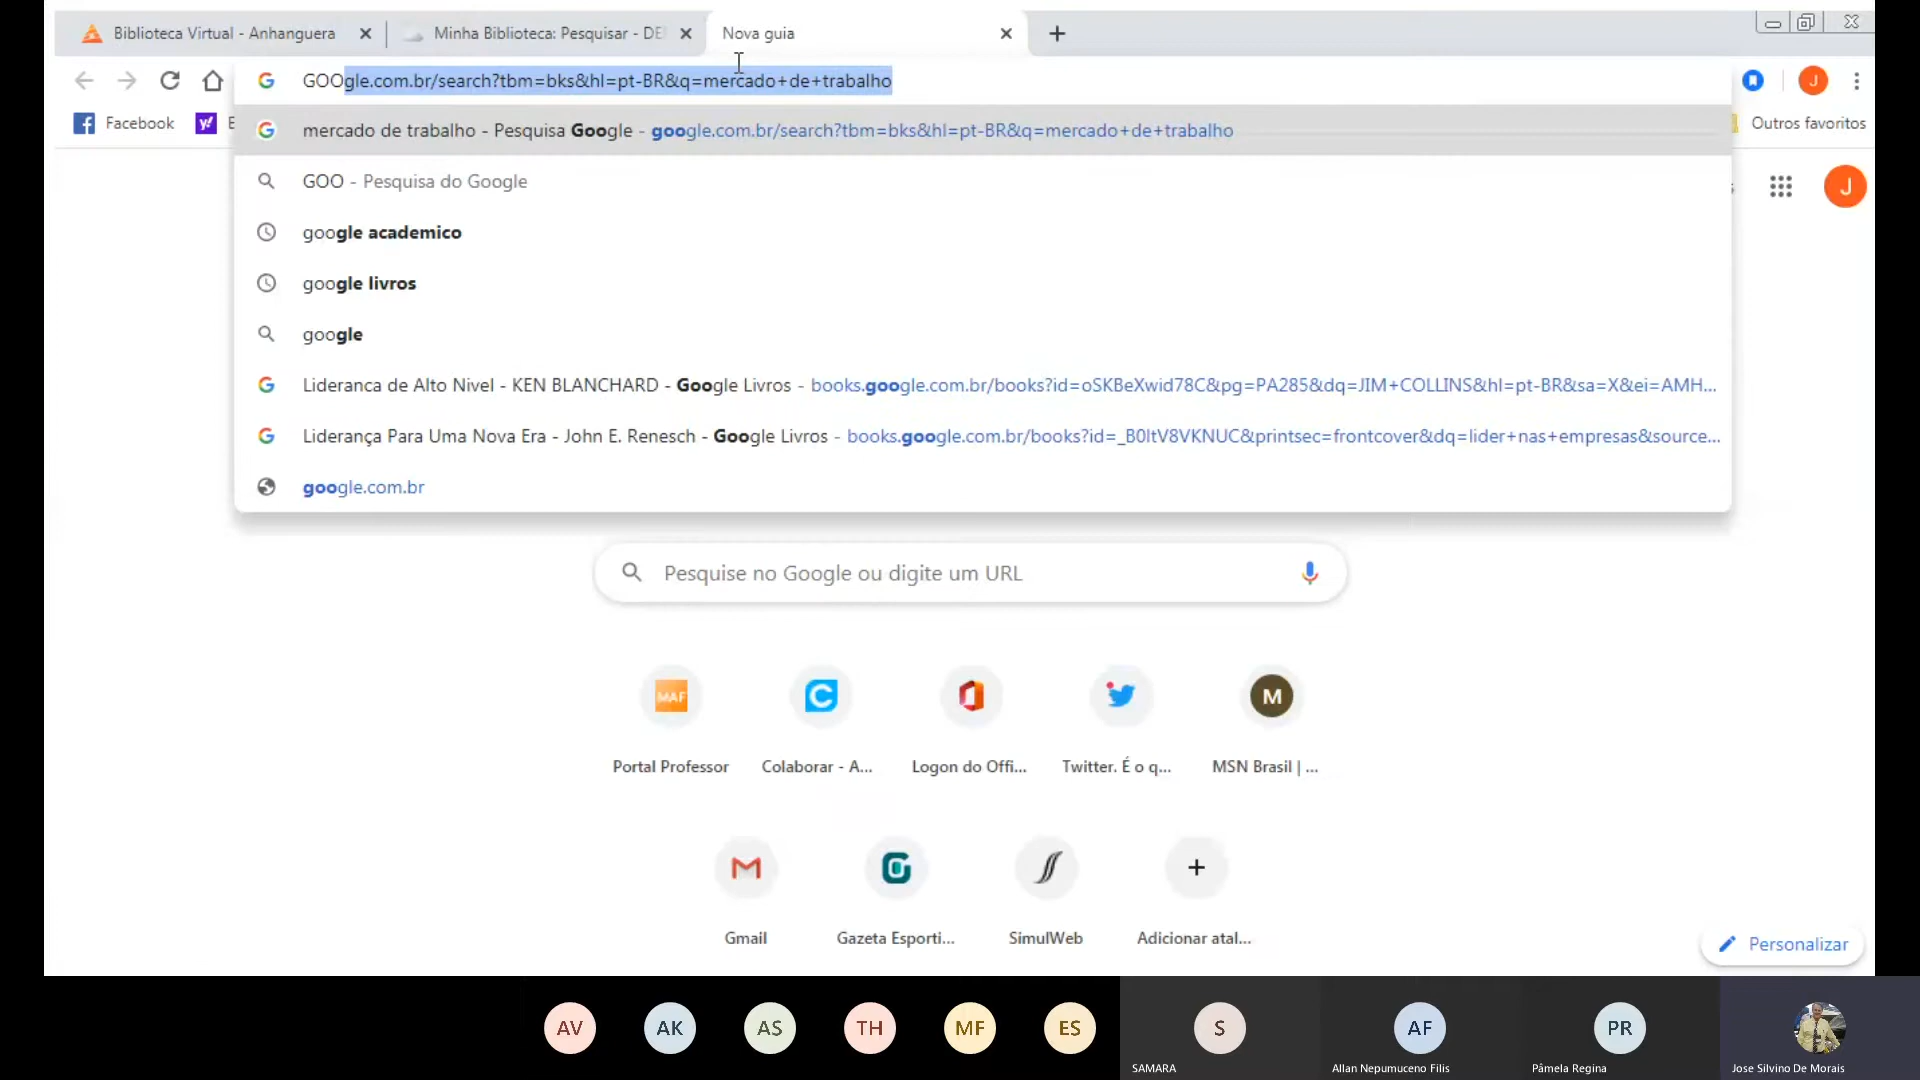 Biblioteca Virtual - Anhanguera
Minha Biblioteca: Pesquisar - DE
Nova guia
GOOgle.com.br/search?tbm=bks&hl=pt-BR&q=mercado+de+trabalho
J
Facebook
y!
E
Outros favoritos
mercado de trabalho - Pesquisa Google - google.com.br/search?tbm=bks&hl=pt-BR&q=mercado+de+trabalho
GOO - Pesquisa do Google
J
google academico
google livros
google
Lideranca de Alto Nivel - KEN BLANCHARD - Google Livros - books.google.com.br/books?id=oSKBeXwid78C&pg=PA285&dq=JIM+COLLINS&hl=pt-BR&sa=X&ei=AMH...
Liderança Para Uma Nova Era - John E. Renesch - Google Livros - books.google.com.br/books?id=_B0ltV8VKNUC&printsec=frontcover&dq=lider+nas+empresas&source...
google.com.br
Pesquise no Google ou digite um URL
MAF
M
Portal Professor
Colaborar - A...
Logon do Offi...
Twitter. É o q...
MSN Brasil | ...
Gmail
Gazeta Esporti...
SimulWeb
Adicionar atal...
Personalizar
AV
AK
AS
TH
MF
ES
S
AF
PR
SAMARA
Allan Nepumuceno Filis
Pâmela Regina
Jose Silvino De Morais